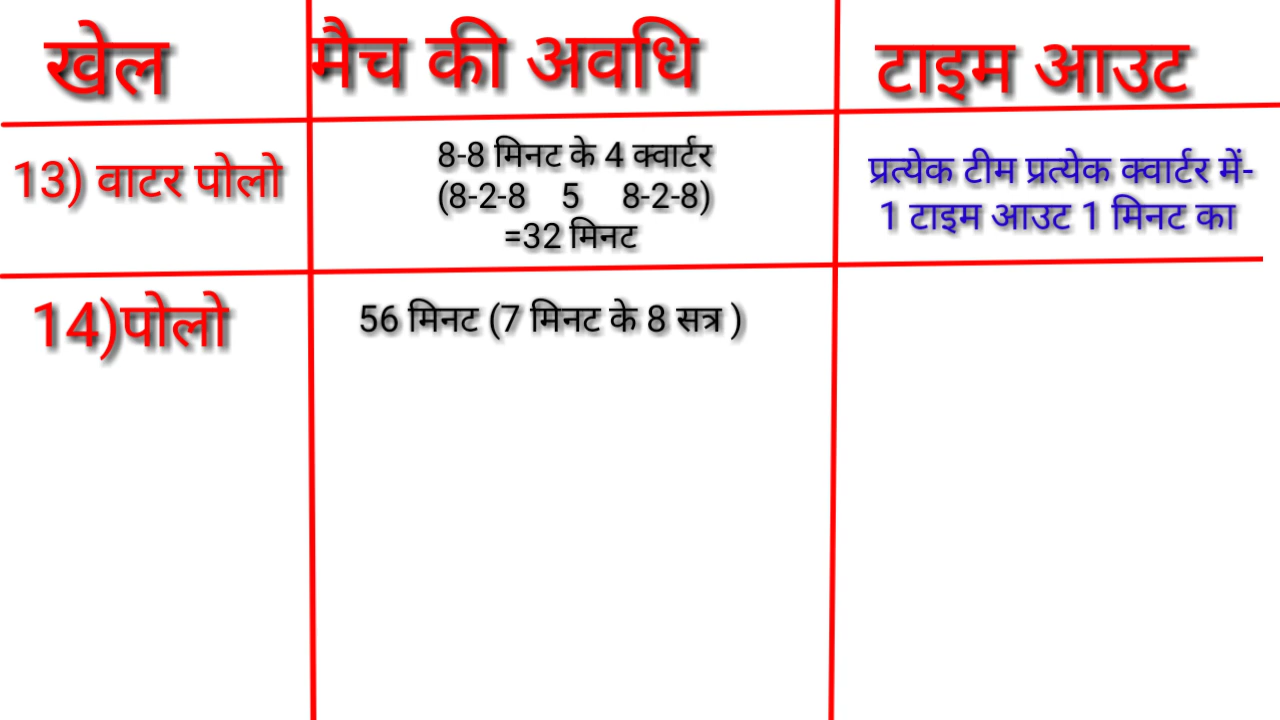 खेल
मैच की अवधि
टाइम आउट
13) वाटर पोलो
8-8 मिनट के 4 क्वार्टर
(8-2-8 5 8-2-8)
=32 मिनट
प्रत्येक टीम प्रत्येक क्वार्टर में-
1 टाइम आउट 1 मिनट का
14)पोलो
56 मिनट (7 मिनट के 8 सत्र )